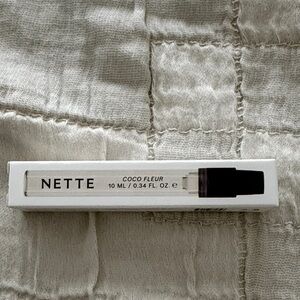 NETTE
COCO FLEUR
10 ML / 0.34 FL. OZ. ℮